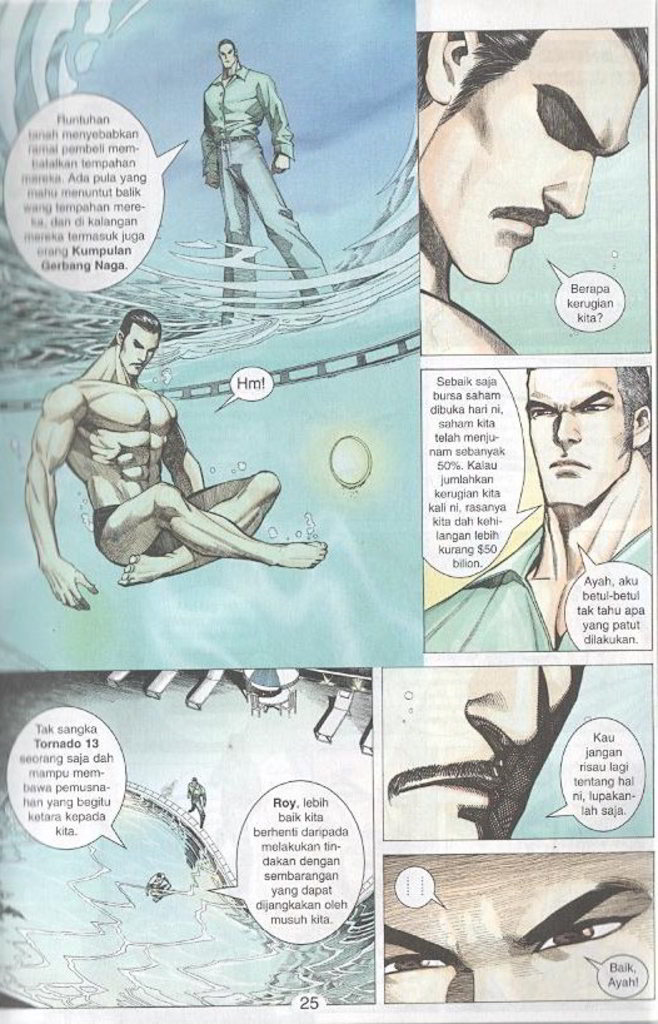 Runtuhan
tanah menyebabkan
ramai pembeli mem-
batalkan tempahan
mereka. Ada pula yang
mahu menuntut balik
wang tempahan mere-
ka, dan di kalangan
mereka termasuk juga
orang Kumpulan
Gerbang Naga.
Hm!
Berapa
kerugian
kita?
Sebaik saja
bursa saham
dibuka hari ni,
saham kita
telah menju-
nam sebanyak
50%. Kalau
jumlahkan
kerugian kita
kali ni, rasanya
kita dah kehi-
langan lebih
kurang $50
bilion.
Ayah, aku
betul-betul
tak tahu apa
yang patut
dilakukan.
Tak sangka
Tornado 13
seorang saja dah
mampu mem-
bawa pemusna-
han yang begitu
ketara kepada
kita.
Roy, lebih
baik kita
berhenti daripada
melakukan tin-
dakan dengan
sembarangan
yang dapat
dijangkakan oleh
musuh kita.
Kau
jangan
risau lagi
tentang hal
ni, lupakan-
lah saja.
Baik,
Ayah!
25